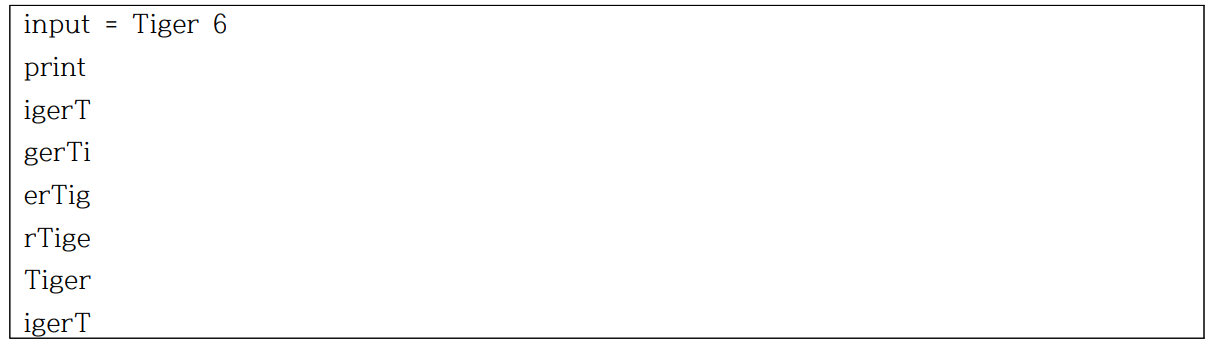 input = Tiger 6
print
igerT
gerTi
erTig
rTige
Tiger
igerT